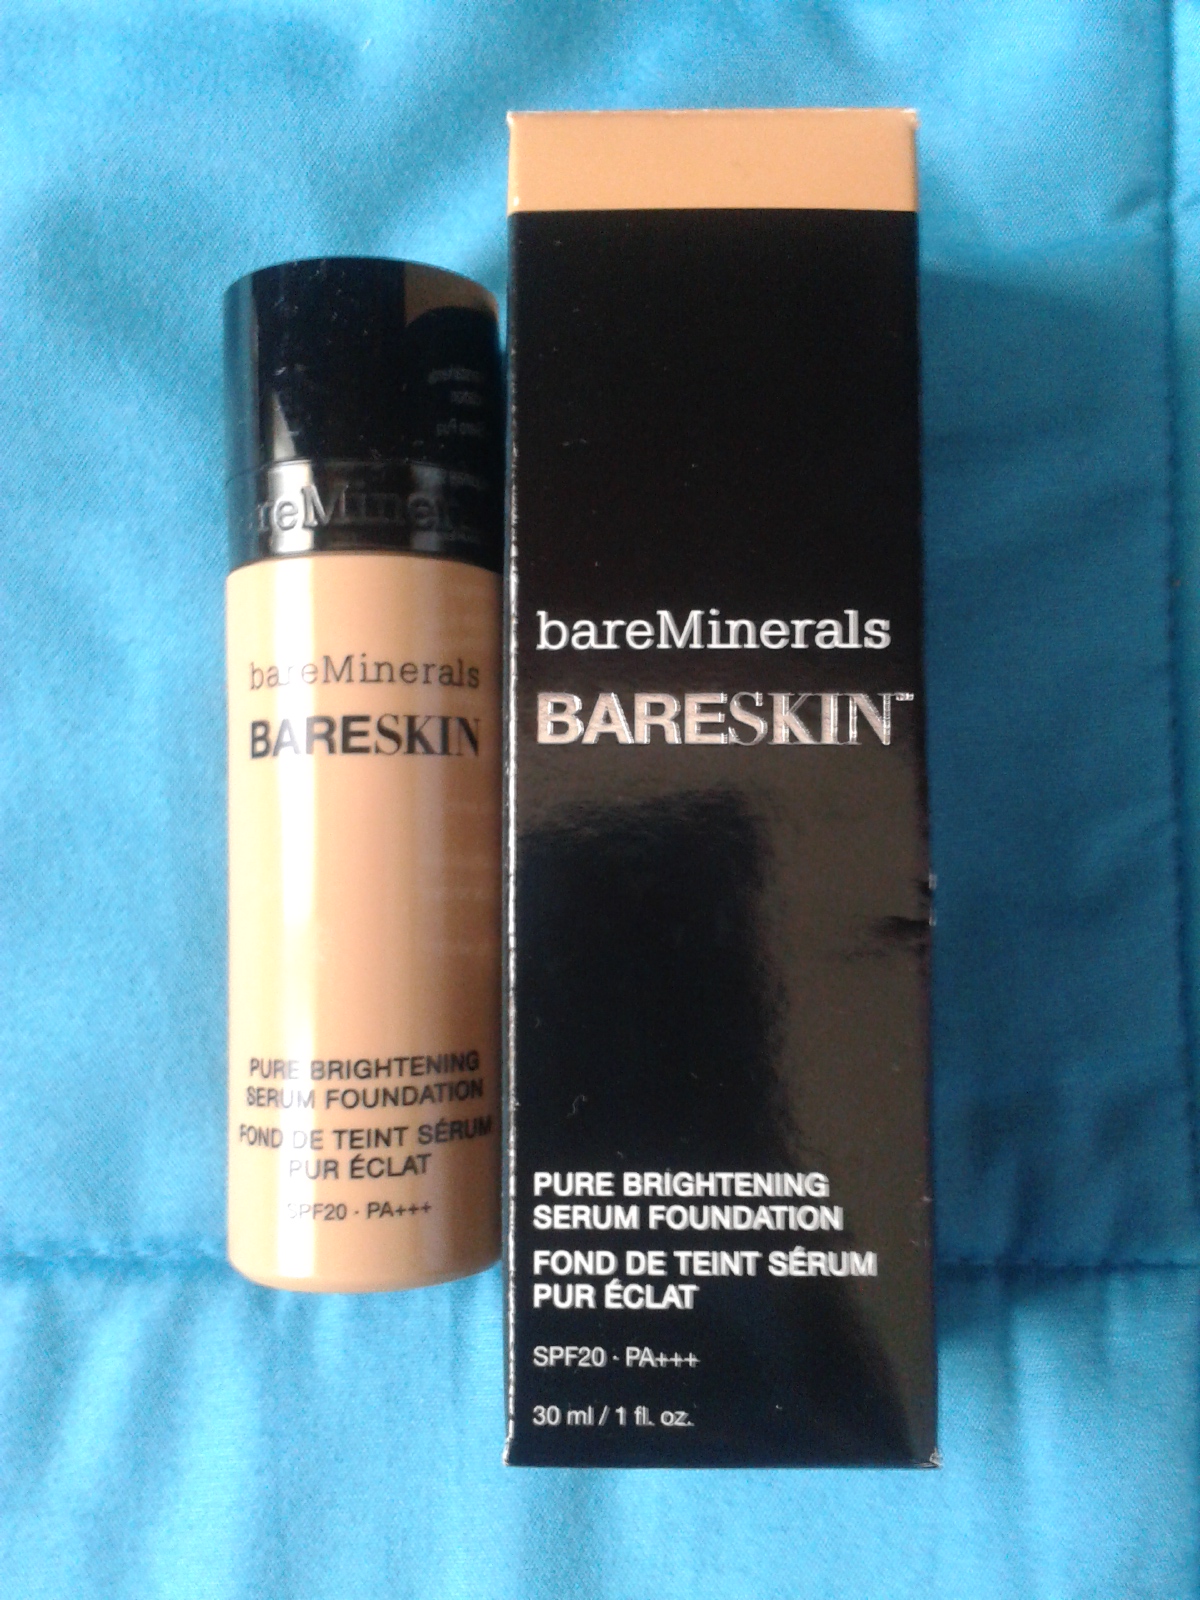 reMiner
bareMinerals
BARESKIN
PURE BRIGHTENING
SERUM FOUNDATION
FOND DE TEINT SÉRUM
PUR ÉCLAT
SPF20 · PA+++
bareMinerals
BARESKIN™
PURE BRIGHTENING
SERUM FOUNDATION
FOND DE TEINT SÉRUM
PUR ÉCLAT
SPF20 · PA+++
30 ml / 1 fl. oz.